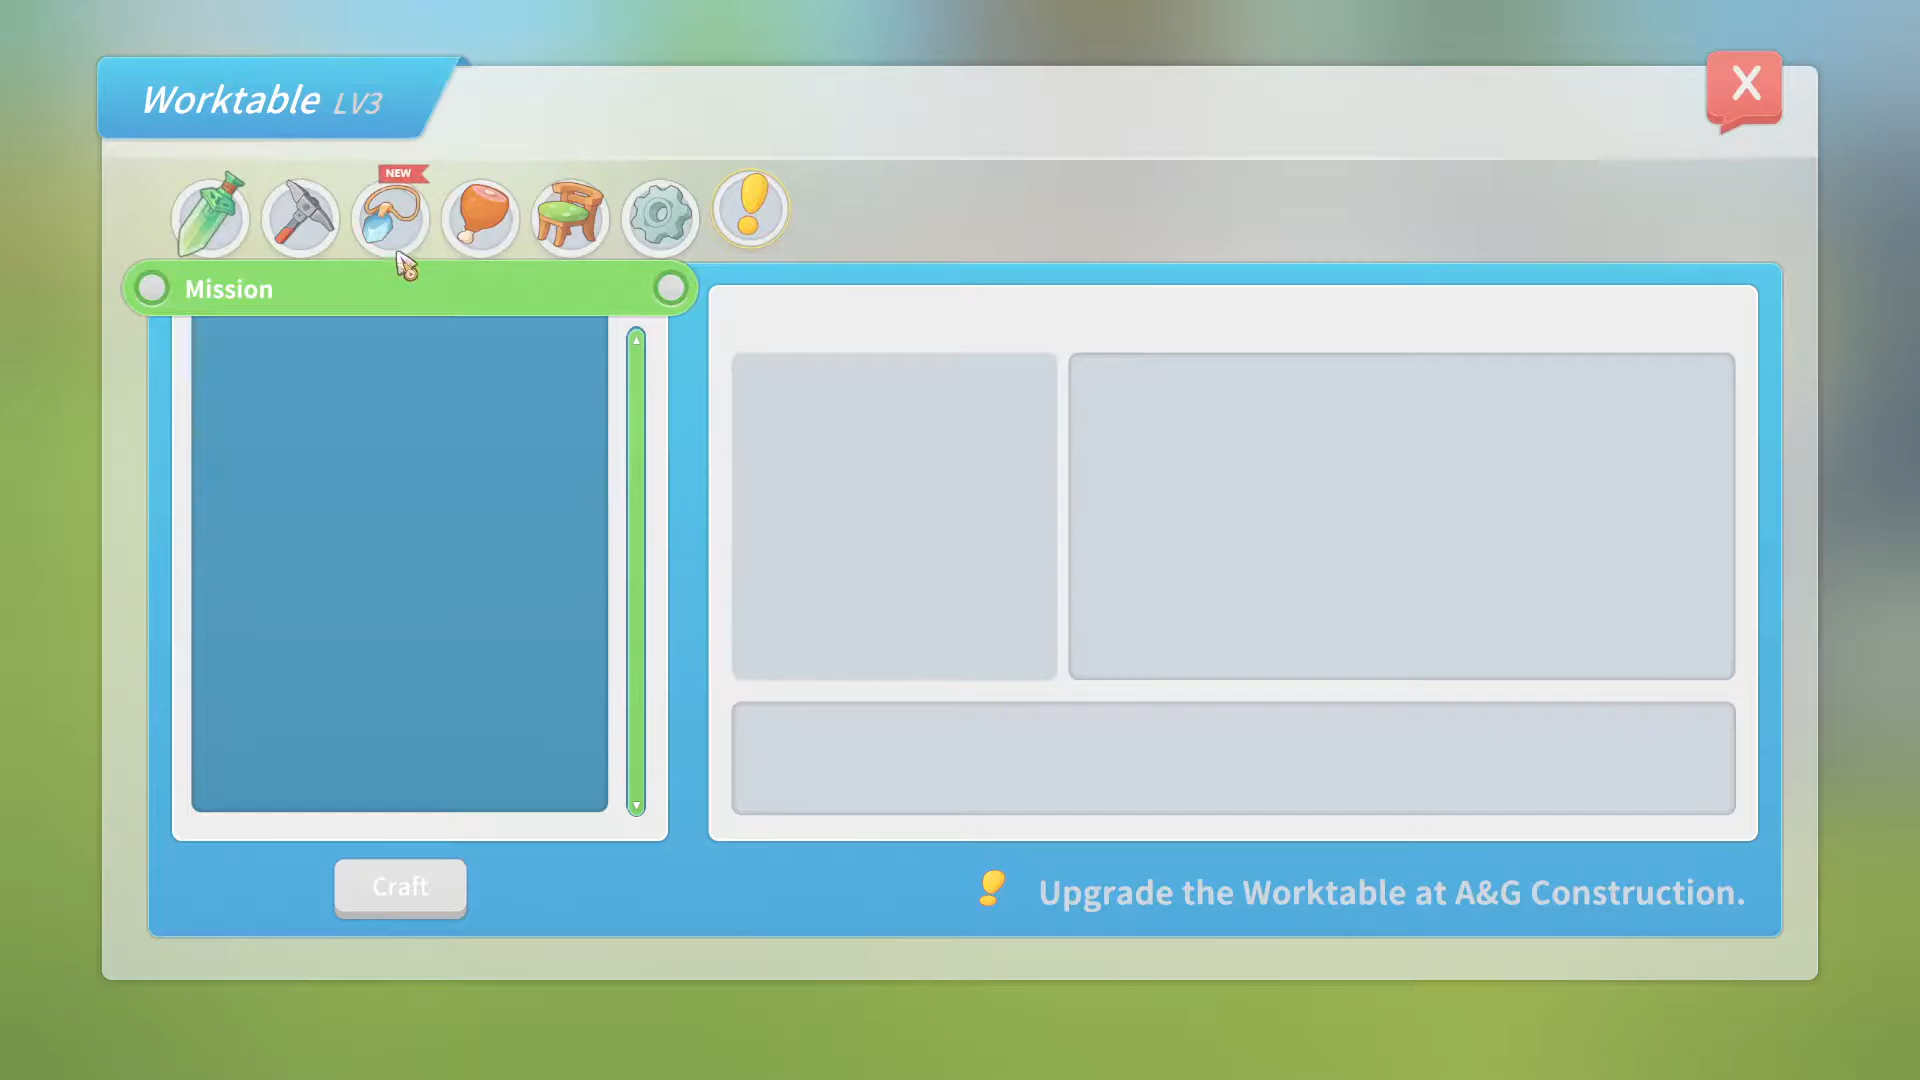 Worktable LV3
X
NEW
Mission
Craft
Upgrade the Worktable at A&G Construction.